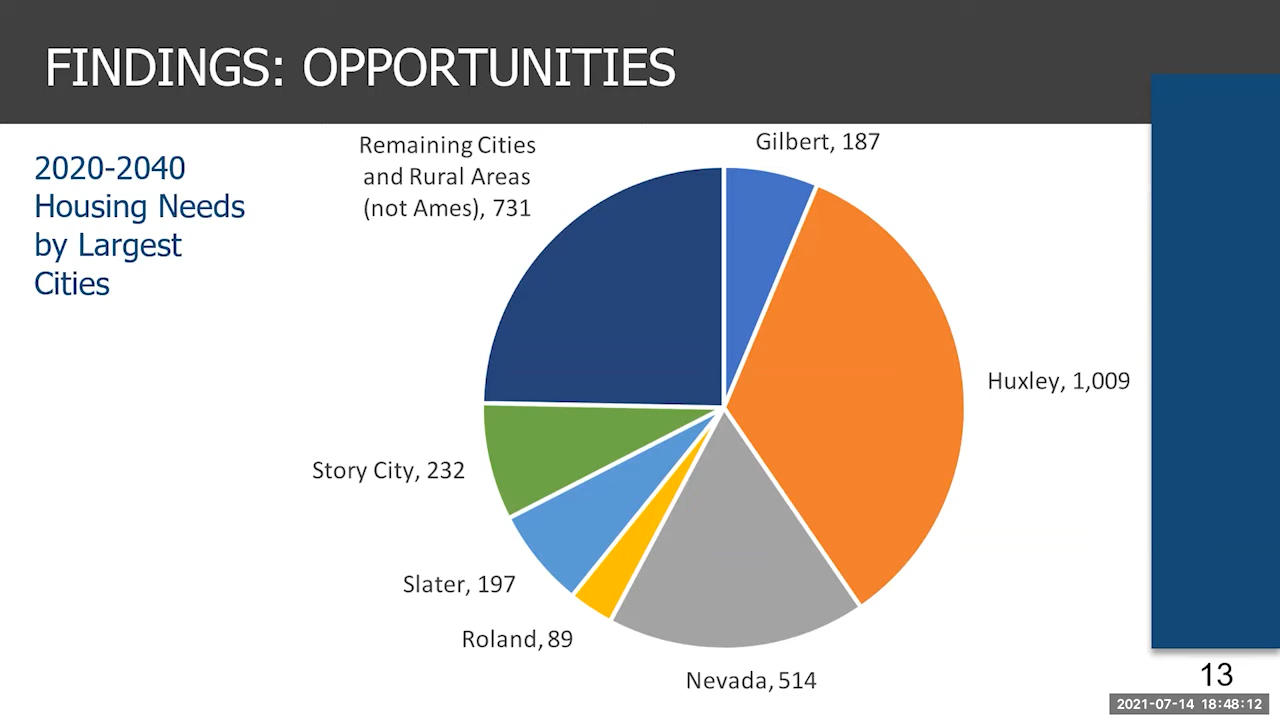 FINDINGS: OPPORTUNITIES
2020-2040
Housing Needs
by Largest
Cities
Remaining Cities
and Rural Areas
(not Ames), 731
Gilbert, 187
Huxley, 1,009
Story City, 232
Slater, 197
Roland, 89
Nevada, 514
13
2021-07-14 18:48:12